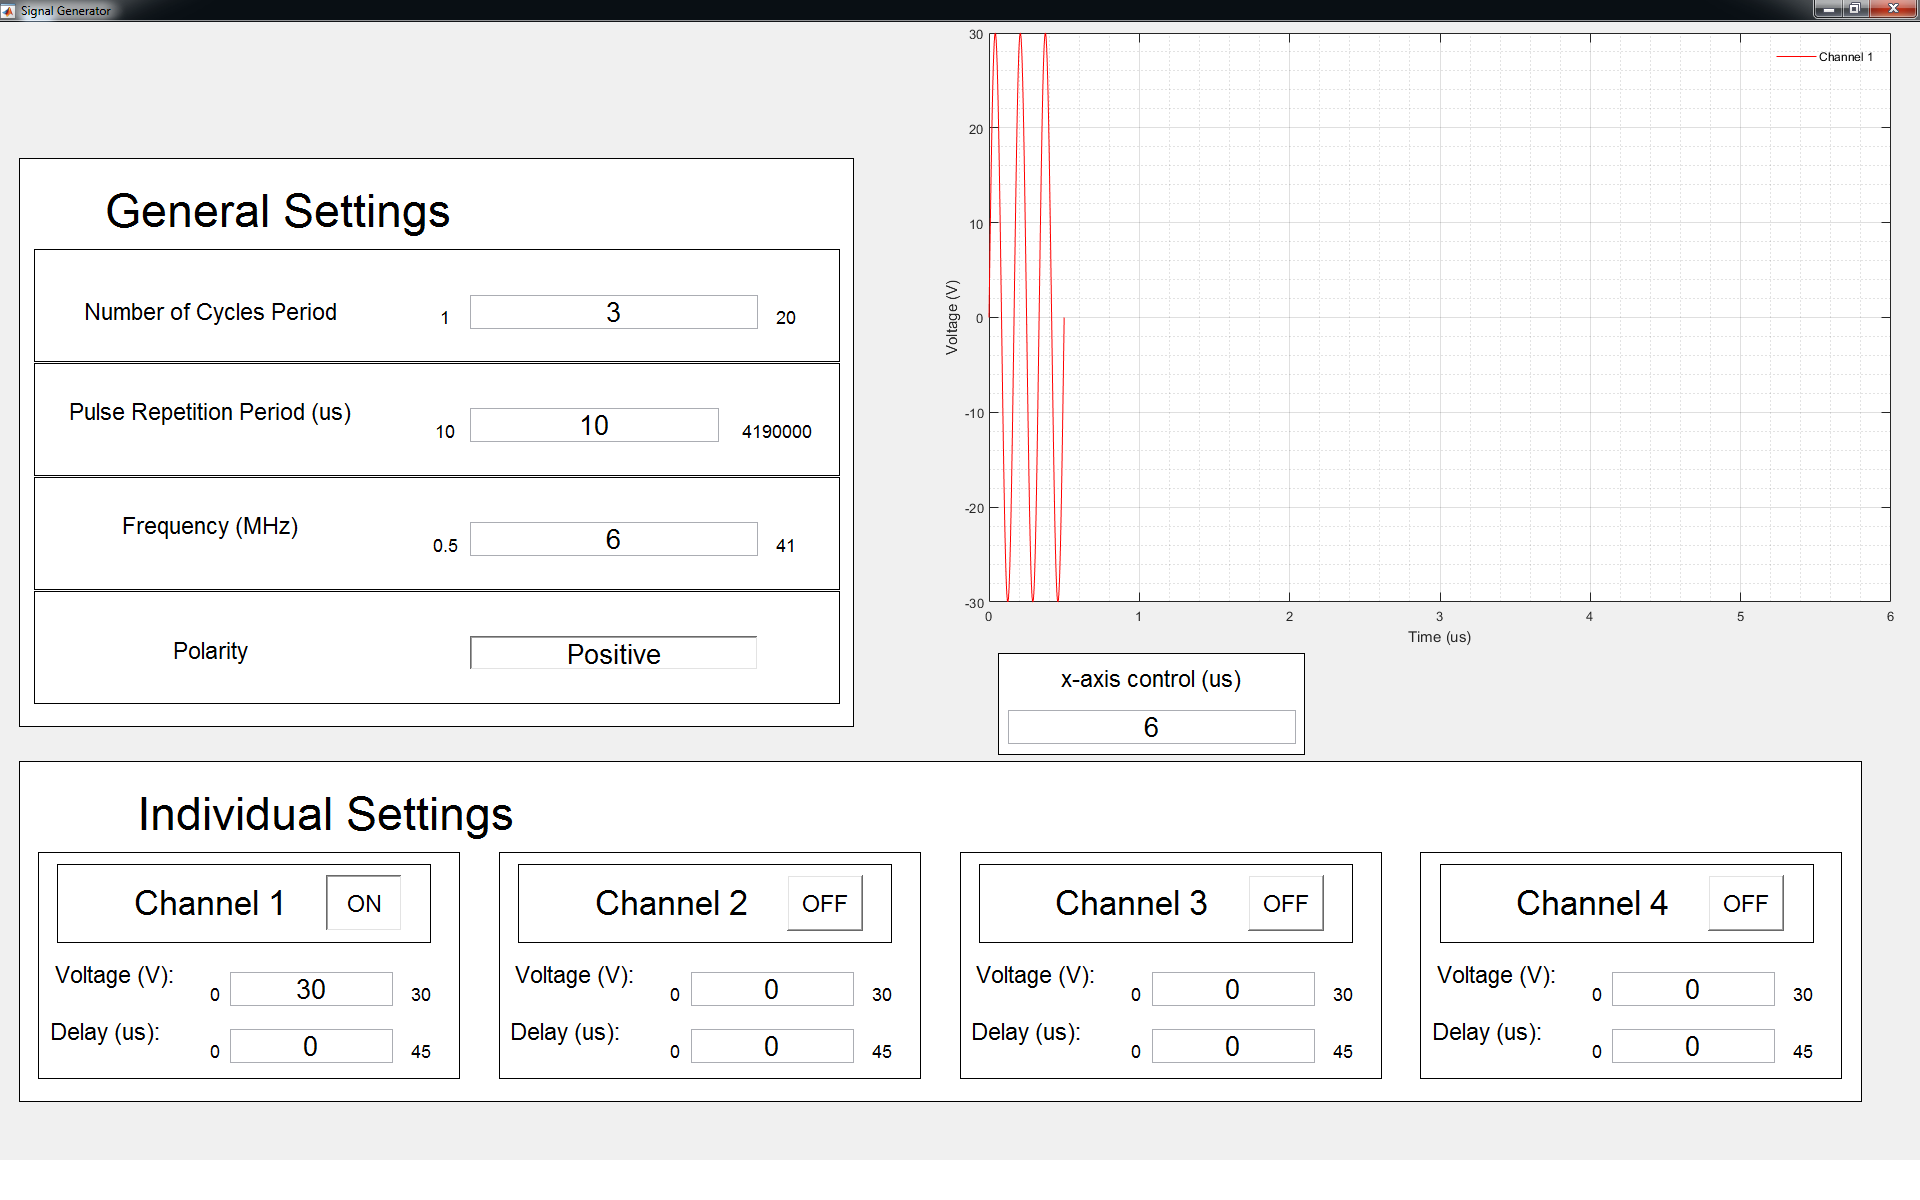 Signal Generator
General Settings
Number of Cycles Period 1 3 20
Pulse Repetition Period (us) 10 10 4190000
Frequency (MHz) 0.5 6 41
Polarity Positive
Channel 1
30
20
10
0
-10
-20
-30
Voltage (V)
0 1 2 3 4 5 6
Time (us)
x-axis control (us)
6
Individual Settings
Channel 1 ON
Voltage (V): 0 30 30
Delay (us): 0 0 45
Channel 2 OFF
Voltage (V): 0 0 30
Delay (us): 0 0 45
Channel 3 OFF
Voltage (V): 0 0 30
Delay (us): 0 0 45
Channel 4 OFF
Voltage (V): 0 0 30
Delay (us): 0 0 45